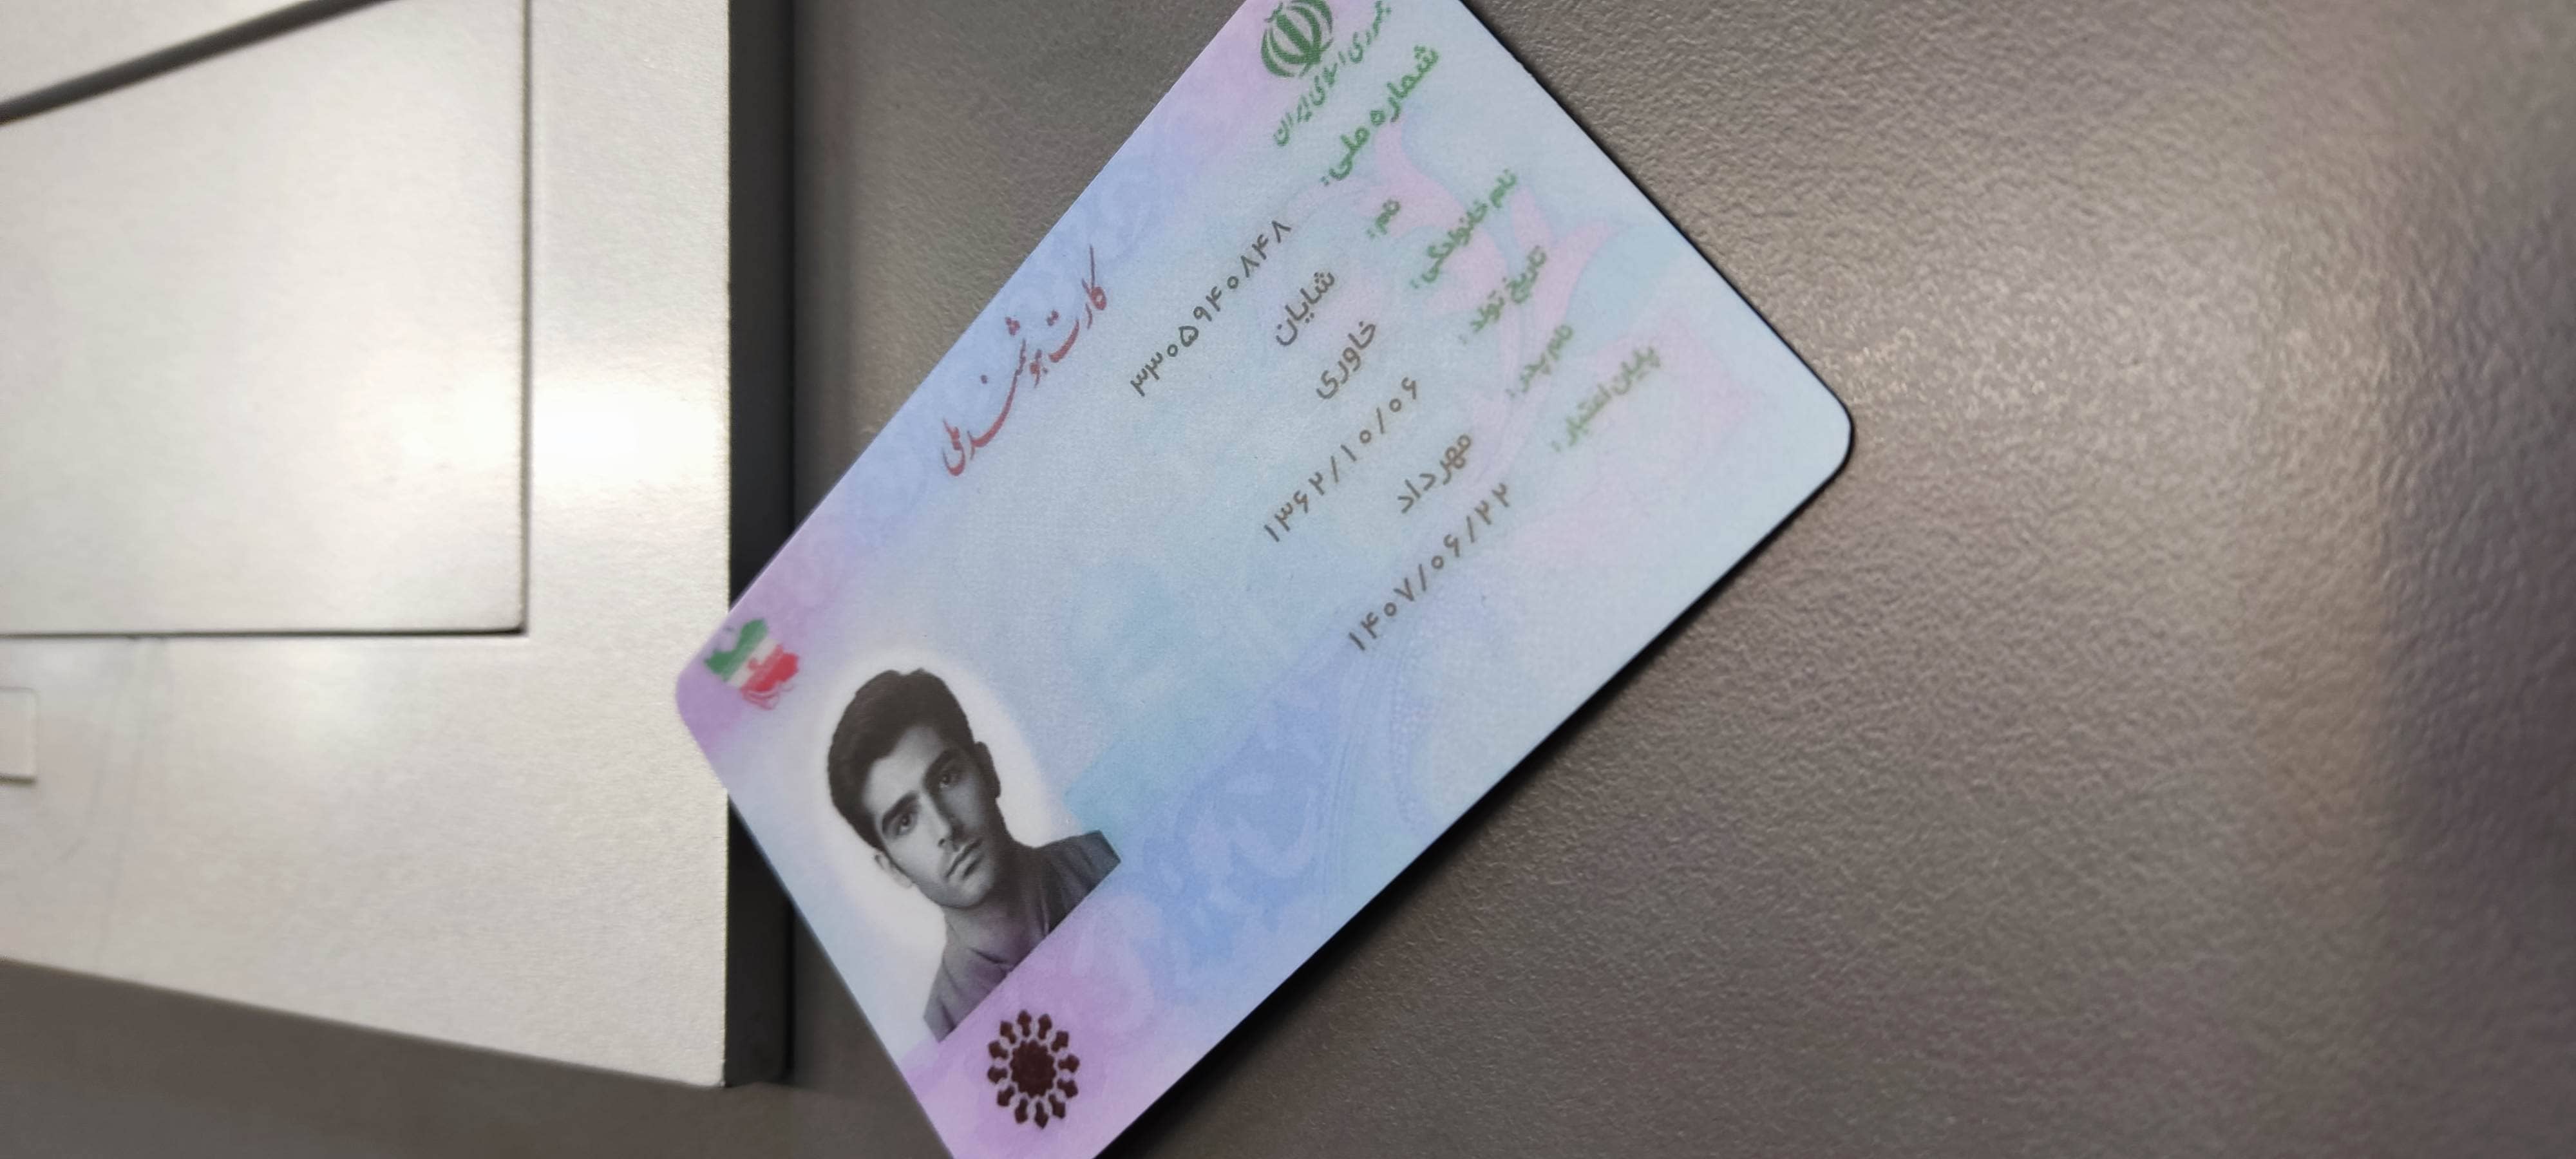 جمهوری اسلامی ایران
کارت هوشمند ملی
شماره ملی: ۳۳۰۵۹۴۰۸۴۸
نام: شایان
نام خانوادگی: خاوری
تاریخ تولد: ۱۳۶۲/۱۰/۰۶
نام پدر: مهرداد
پایان اعتبار: ۱۴۰۷/۰۶/۲۲